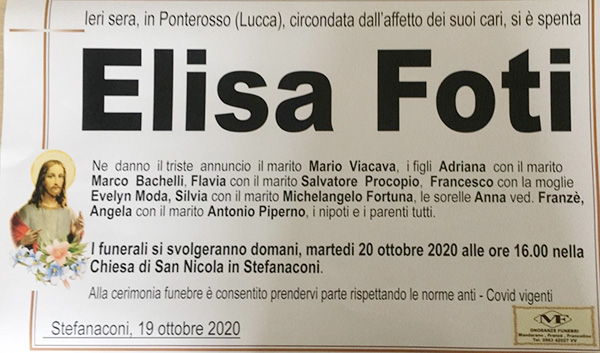 Ieri sera, in Ponterosso (Lucca), circondata dall'affetto dei suoi cari, si è spenta
Elisa Foti
Ne danno il triste annuncio il marito Mario Viacava, i figli Adriana con il marito
Marco Bachelli, Flavia con il marito Salvatore Procopio, Francesco con la moglie
Evelyn Moda, Silvia con il marito Michelangelo Fortuna, le sorelle Anna ved. Franzè,
Angela con il marito Antonio Piperno, i nipoti e i parenti tutti.
I funerali si svolgeranno domani, martedi 20 ottobre 2020 alle ore 16.00 nella
Chiesa di San Nicola in Stefanaconi.
Alla cerimonia funebre è consentito prendervi parte rispettando le norme anti - Covid vigenti
Stefanaconi, 19 ottobre 2020
MF
ONORANZE FUNEBRI